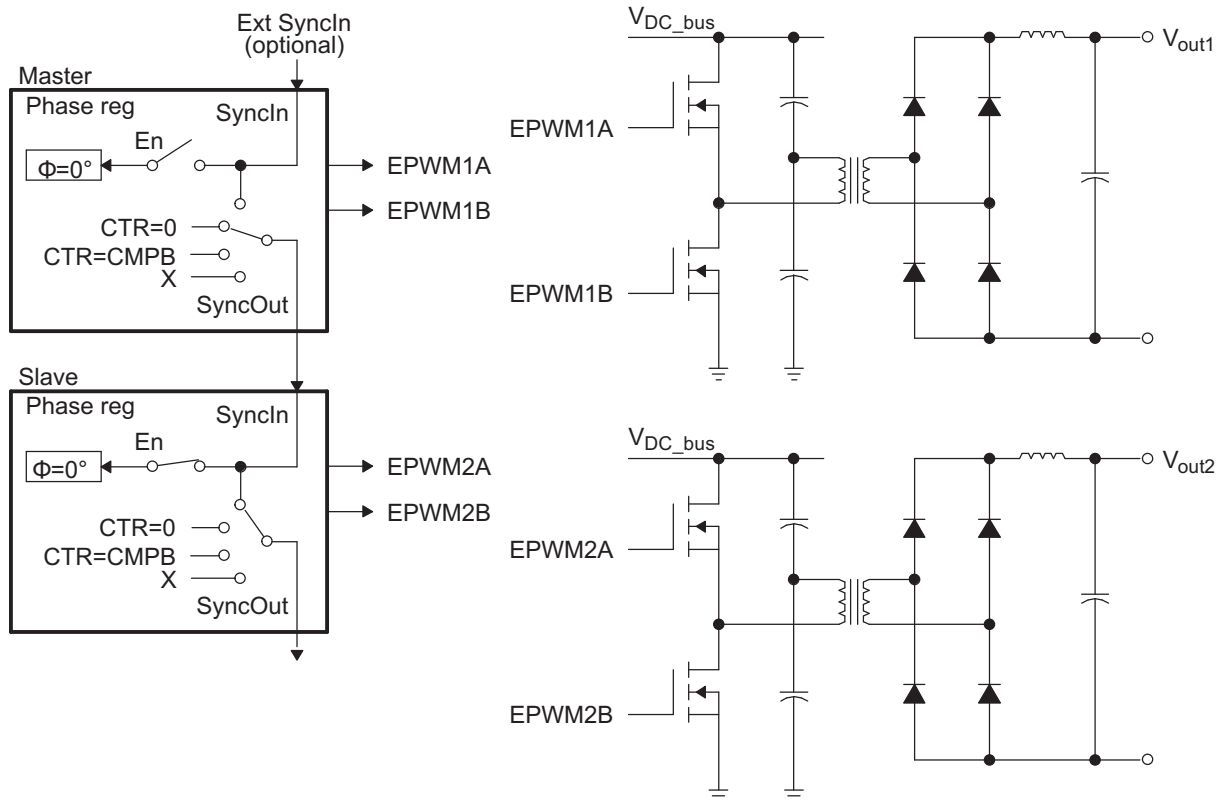 Ext SyncIn
(optional)
Master
Phase reg
SyncIn
En
Φ=0°
CTR=0
CTR=CMPB
X
SyncOut
EPWM1A
EPWM1B
Slave
Phase reg
SyncIn
En
Φ=0°
CTR=0
CTR=CMPB
X
SyncOut
EPWM2A
EPWM2B
VDC_bus
Vout1
EPWM1A
EPWM1B
VDC_bus
Vout2
EPWM2A
EPWM2B